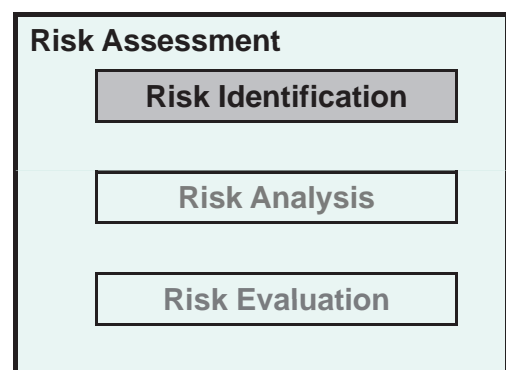 Risk Assessment
Risk Identification
Risk Analysis
Risk Evaluation